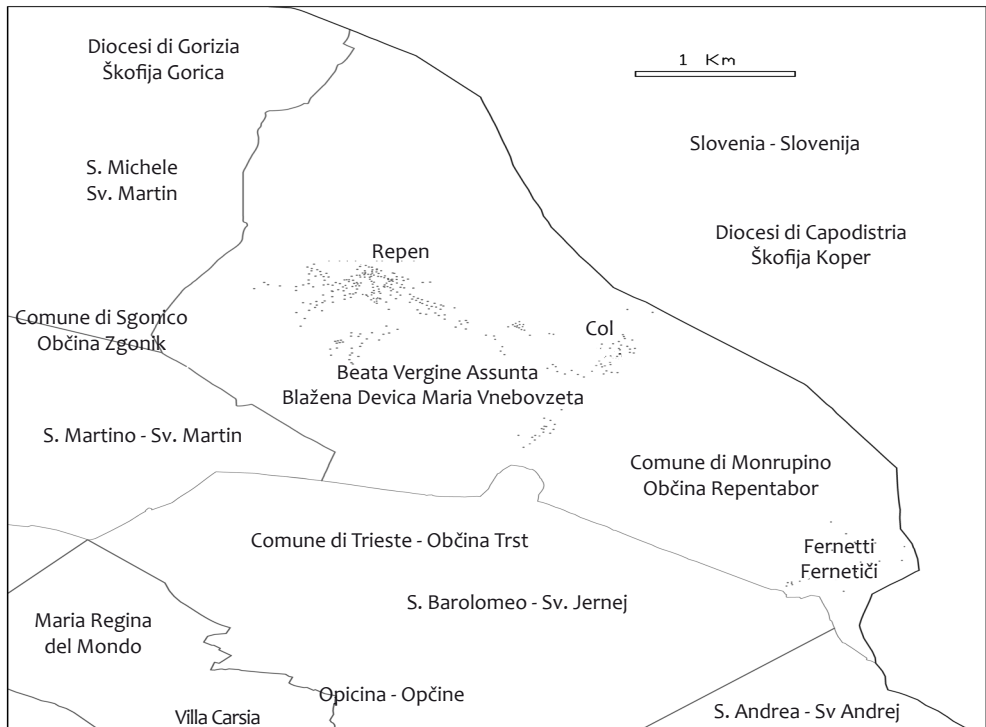 Diocesi di Gorizia
Škofija Gorica
1 Km
Slovenia - Slovenija
S. Michele
Sv. Martin
Diocesi di Capodistria
Škofija Koper
Repen
Comune di Sgonico
Občina Zgonik
Col
Beata Vergine Assunta
Blažena Devica Maria Vnebovzeta
S. Martino - Sv. Martin
Comune di Monrupino
Občina Repentabor
Comune di Trieste - Občina Trst
Fernetti
Fernetiči
S. Barolomeo - Sv. Jernej
Maria Regina
del Mondo
Opicina - Opčine
Villa Carsia
S. Andrea - Sv Andrej